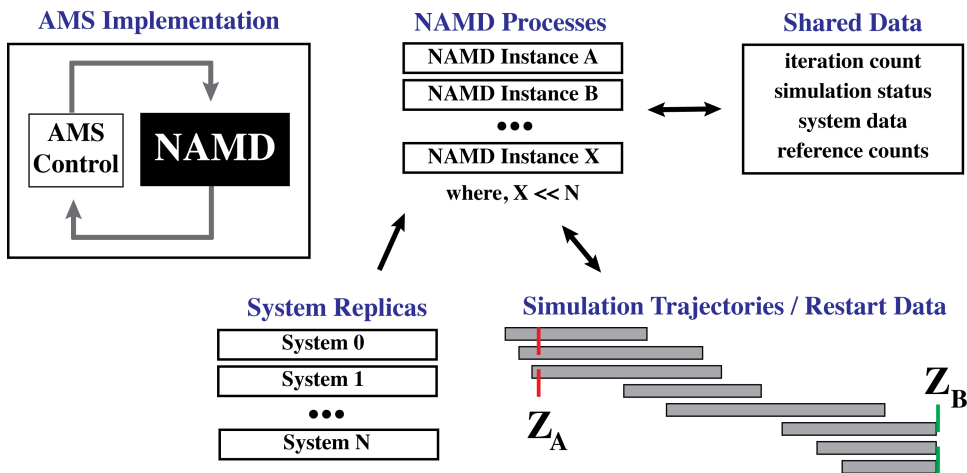 AMS Implementation
AMS
Control
NAMD
NAMD Processes
NAMD Instance A
NAMD Instance B
•••
NAMD Instance X
where, X << N
Shared Data
iteration count
simulation status
system data
reference counts
System Replicas
System 0
System 1
•••
System N
Simulation Trajectories / Restart Data
Z_A
Z_B